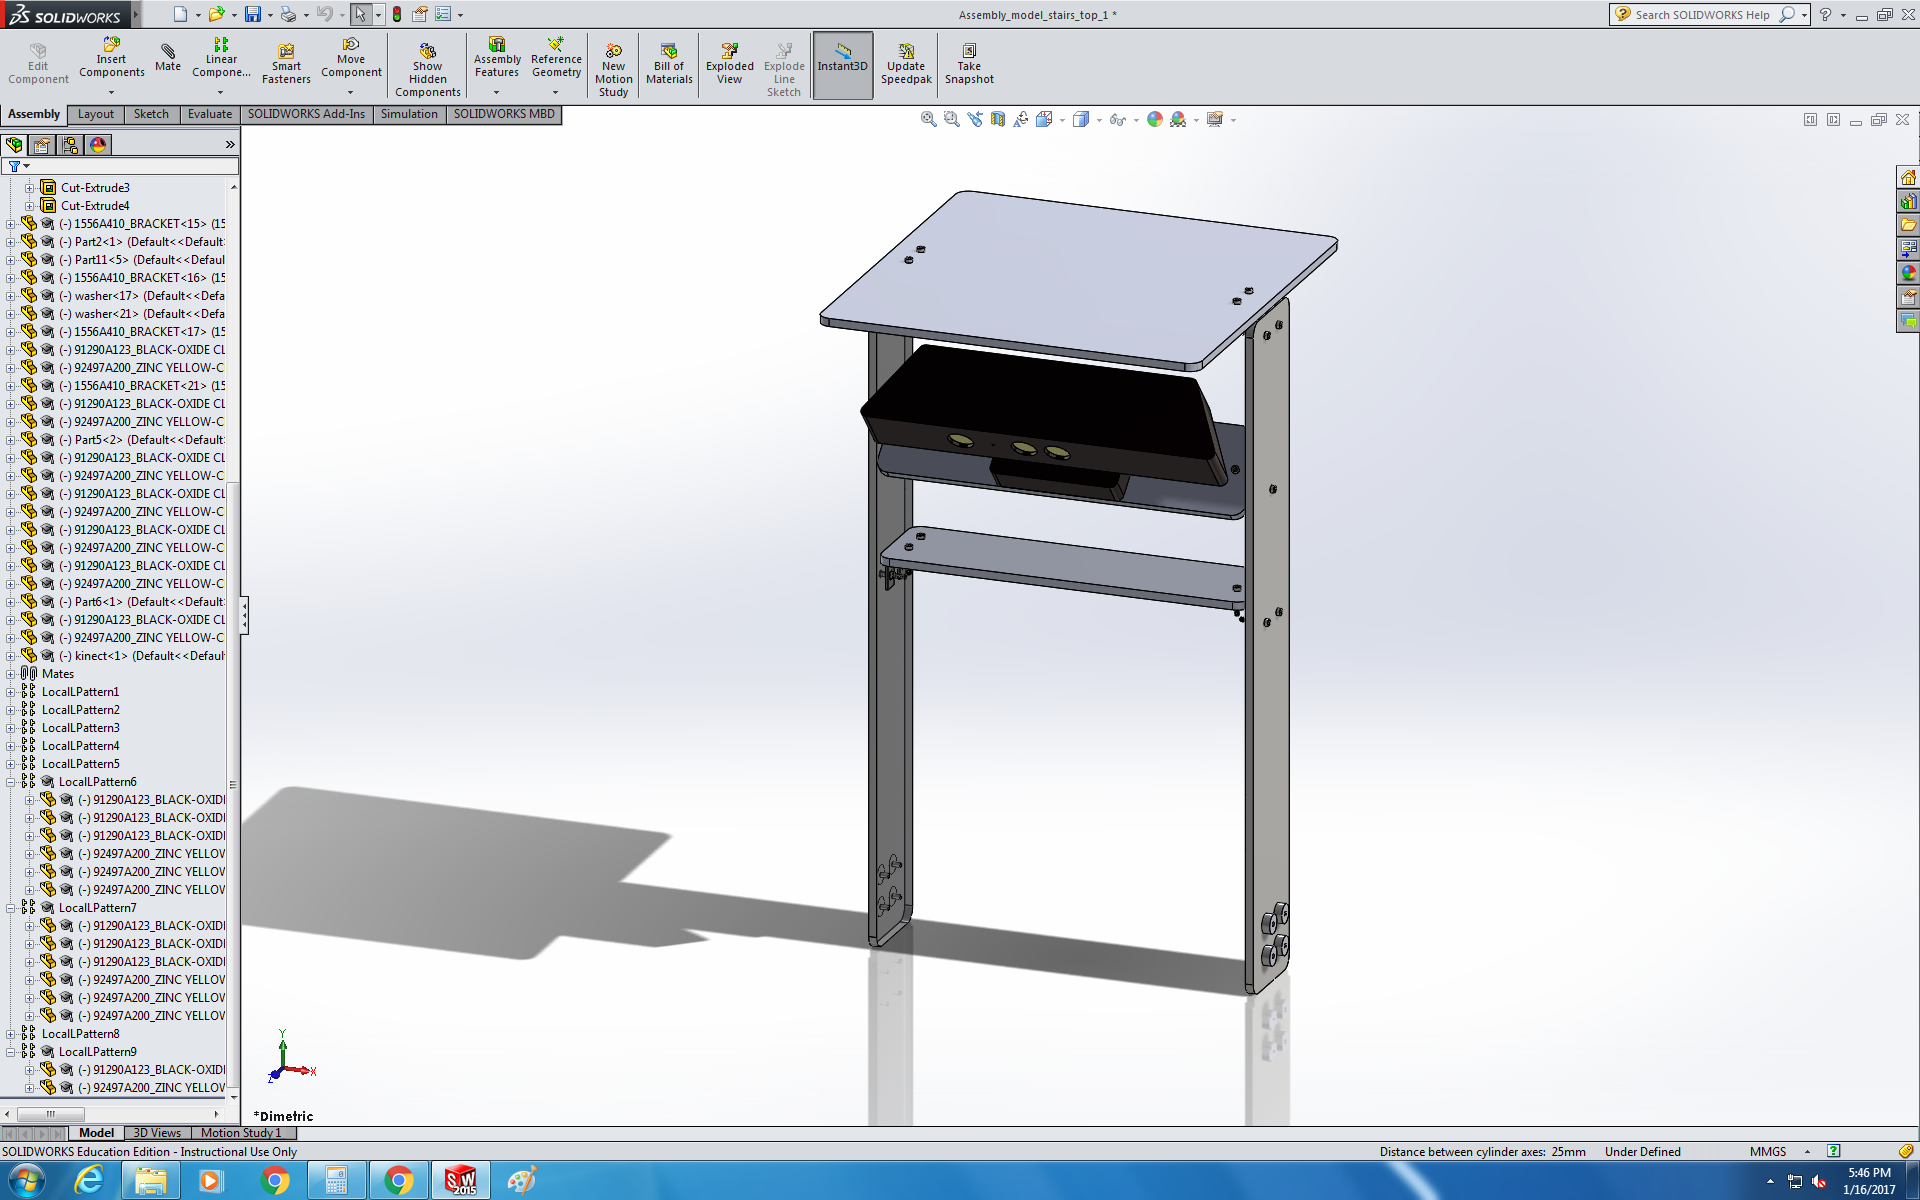 SOLIDWORKS
Assembly_model_stairs_top_1 *
Search SOLIDWORKS Help
Edit Component
Insert Components
Mate
Linear Compone...
Smart Fasteners
Move Component
Show Hidden Components
Assembly Features
Reference Geometry
New Motion Study
Bill of Materials
Exploded View
Explode Line Sketch
Instant3D
Update Speedpak
Take Snapshot
Assembly
Layout
Sketch
Evaluate
SOLIDWORKS Add-Ins
Simulation
SOLIDWORKS MBD
Cut-Extrude3
Cut-Extrude4
(-) 1556A410_BRACKET<15> (15
(-) Part2<1> (Default<<Default
(-) Part11<5> (Default<<Defaul
(-) 1556A410_BRACKET<16> (15
(-) washer<17> (Default<<Defa
(-) washer<21> (Default<<Defa
(-) 1556A410_BRACKET<17> (15
(-) 91290A123_BLACK-OXIDE CL
(-) 92497A200_ZINC YELLOW-C
(-) 1556A410_BRACKET<21> (15
(-) 91290A123_BLACK-OXIDE CL
(-) 92497A200_ZINC YELLOW-C
(-) Part5<2> (Default<<Default
(-) 91290A123_BLACK-OXIDE CL
(-) 92497A200_ZINC YELLOW-C
(-) 91290A123_BLACK-OXIDE CL
(-) 92497A200_ZINC YELLOW-C
(-) 91290A123_BLACK-OXIDE CL
(-) 92497A200_ZINC YELLOW-C
(-) 91290A123_BLACK-OXIDE CL
(-) 92497A200_ZINC YELLOW-C
(-) Part6<1> (Default<<Default
(-) 91290A123_BLACK-OXIDE CL
(-) 92497A200_ZINC YELLOW-C
(-) kinect<1> (Default<<Defaul
Mates
LocalLPattern1
LocalLPattern2
LocalLPattern3
LocalLPattern4
LocalLPattern5
LocalLPattern6
(-) 91290A123_BLACK-OXIDI
(-) 91290A123_BLACK-OXIDI
(-) 91290A123_BLACK-OXIDI
(-) 92497A200_ZINC YELLOW
(-) 92497A200_ZINC YELLOW
(-) 92497A200_ZINC YELLOW
LocalLPattern7
(-) 91290A123_BLACK-OXIDI
(-) 91290A123_BLACK-OXIDI
(-) 91290A123_BLACK-OXIDI
(-) 92497A200_ZINC YELLOW
(-) 92497A200_ZINC YELLOW
(-) 92497A200_ZINC YELLOW
LocalLPattern8
LocalLPattern9
(-) 91290A123_BLACK-OXIDI
(-) 92497A200_ZINC YELLOW
Y
X
Z
*Dimetric
Model
3D Views
Motion Study 1
SOLIDWORKS Education Edition - Instructional Use Only
Distance between cylinder axes: 25mm
Under Defined
MMGS
SW 2015
5:46 PM
1/16/2017